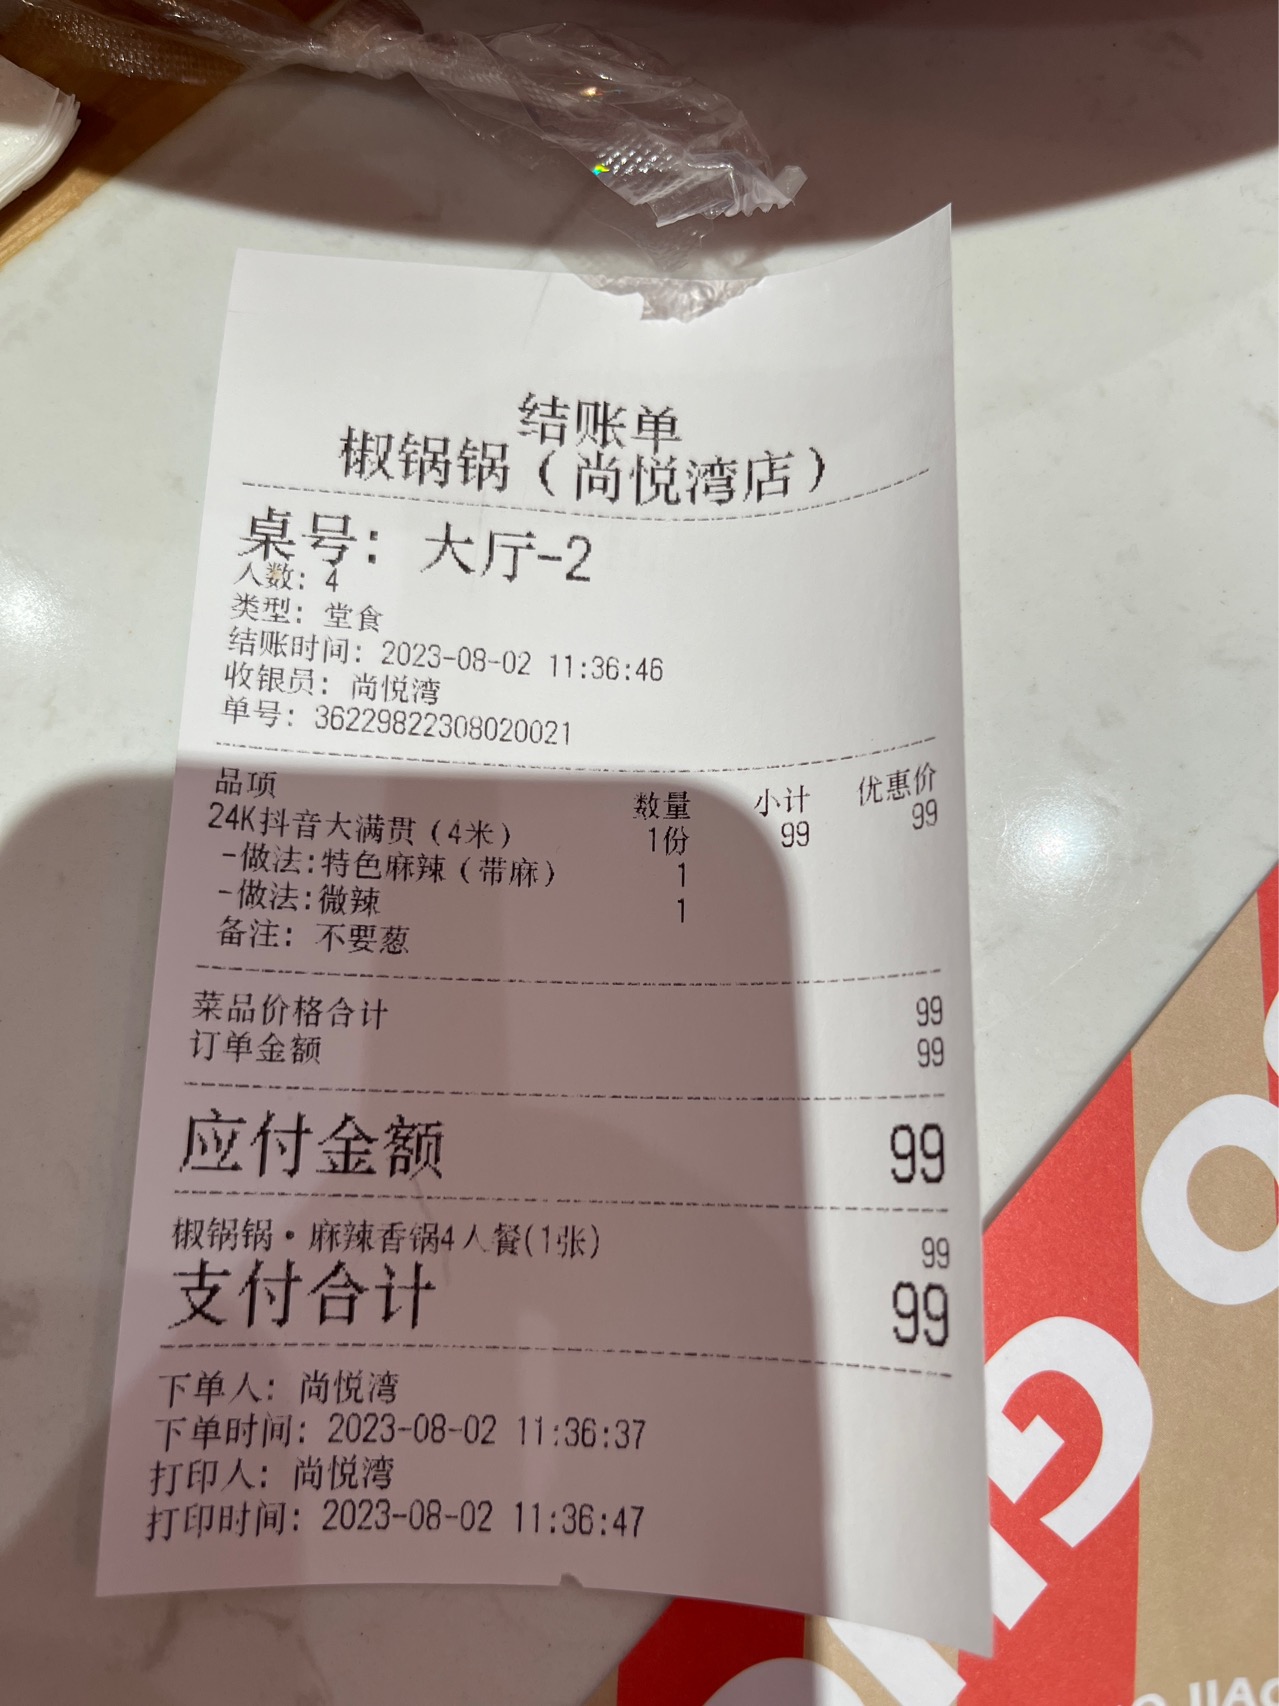 结账单
椒锅锅（尚悦湾店）
桌号：大厅-2
人数：4
类型：堂食
结账时间：2023-08-02 11:36:46
收银员：尚悦湾
单号：36229822308020021
品项 数量 小计 优惠价
24K抖音大满贯（4米） 1份 99 99
-做法:特色麻辣（带麻） 1
-做法:微辣 1
备注：不要葱
菜品价格合计 99
订单金额 99
应付金额 99
椒锅锅·麻辣香锅4人餐(1张) 99
支付合计 99
下单人：尚悦湾
下单时间：2023-08-02 11:36:37
打印人：尚悦湾
打印时间：2023-08-02 11:36:47